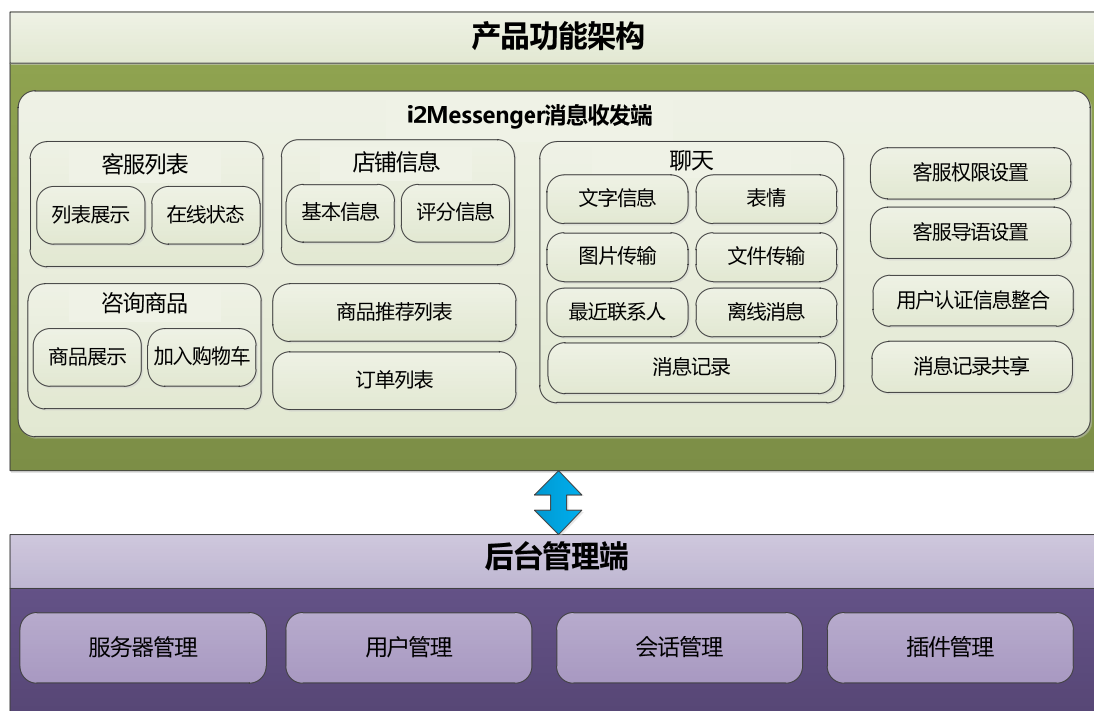 产品功能架构
i2Messenger消息收发端
客服列表
列表展示
在线状态
店铺信息
基本信息
评分信息
咨询商品
商品展示
加入购物车
商品推荐列表
订单列表
聊天
文字信息
表情
图片传输
文件传输
最近联系人
离线消息
消息记录
客服权限设置
客服导语设置
用户认证信息整合
消息记录共享
后台管理端
服务器管理
用户管理
会话管理
插件管理